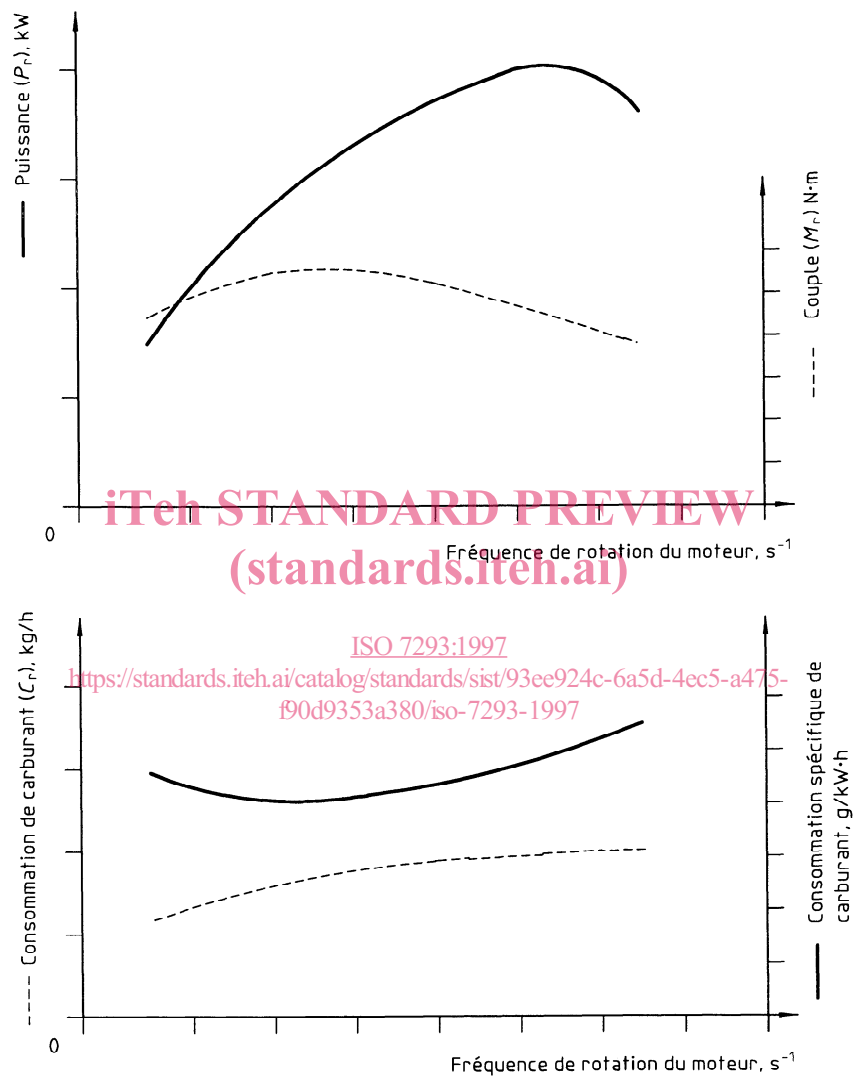 Puissance (Pr), kW
Couple (Mr) N·m
0
iTeh STANDARD PREVIEW
Fréquence de rotation du moteur, s-1
(standards.iteh.ai)
Consommation de carburant (Cr), kg/h
ISO 7293:1997
https://standards.iteh.ai/catalog/standards/sist/93ee924c-6a5d-4ec5-a475-
f90d9353a380/iso-7293-1997
Consommation spécifique de
carburant, g/kW·h
0
Fréquence de rotation du moteur, s-1